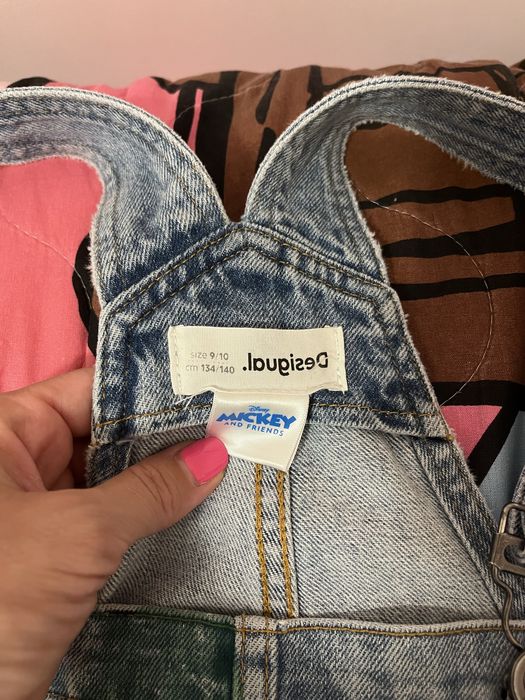 size 9/10
cm 134/140
Desigual.
Disney
MICKEY
AND FRIENDS